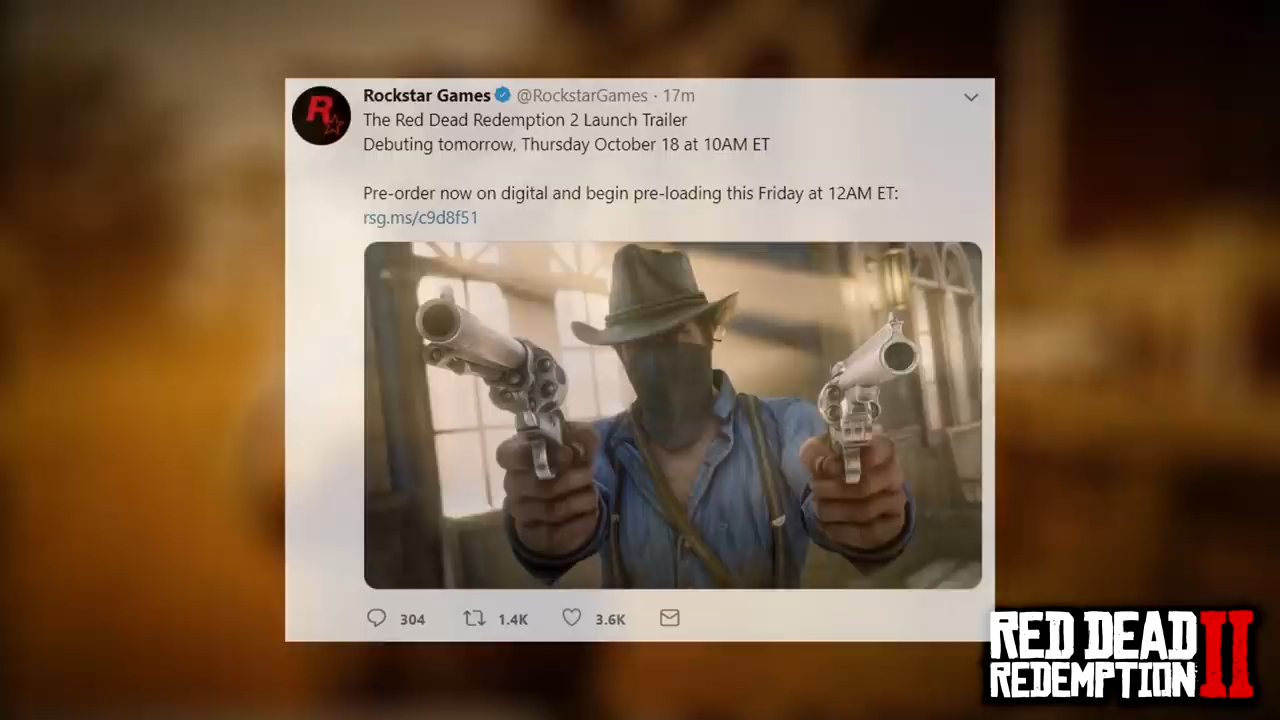 Rockstar Games @RockstarGames · 17m
The Red Dead Redemption 2 Launch Trailer
Debuting tomorrow, Thursday October 18 at 10AM ET
Pre-order now on digital and begin pre-loading this Friday at 12AM ET:
rsg.ms/c9d8f51
304 1.4K 3.6K
RED DEAD
REDEMPTION II